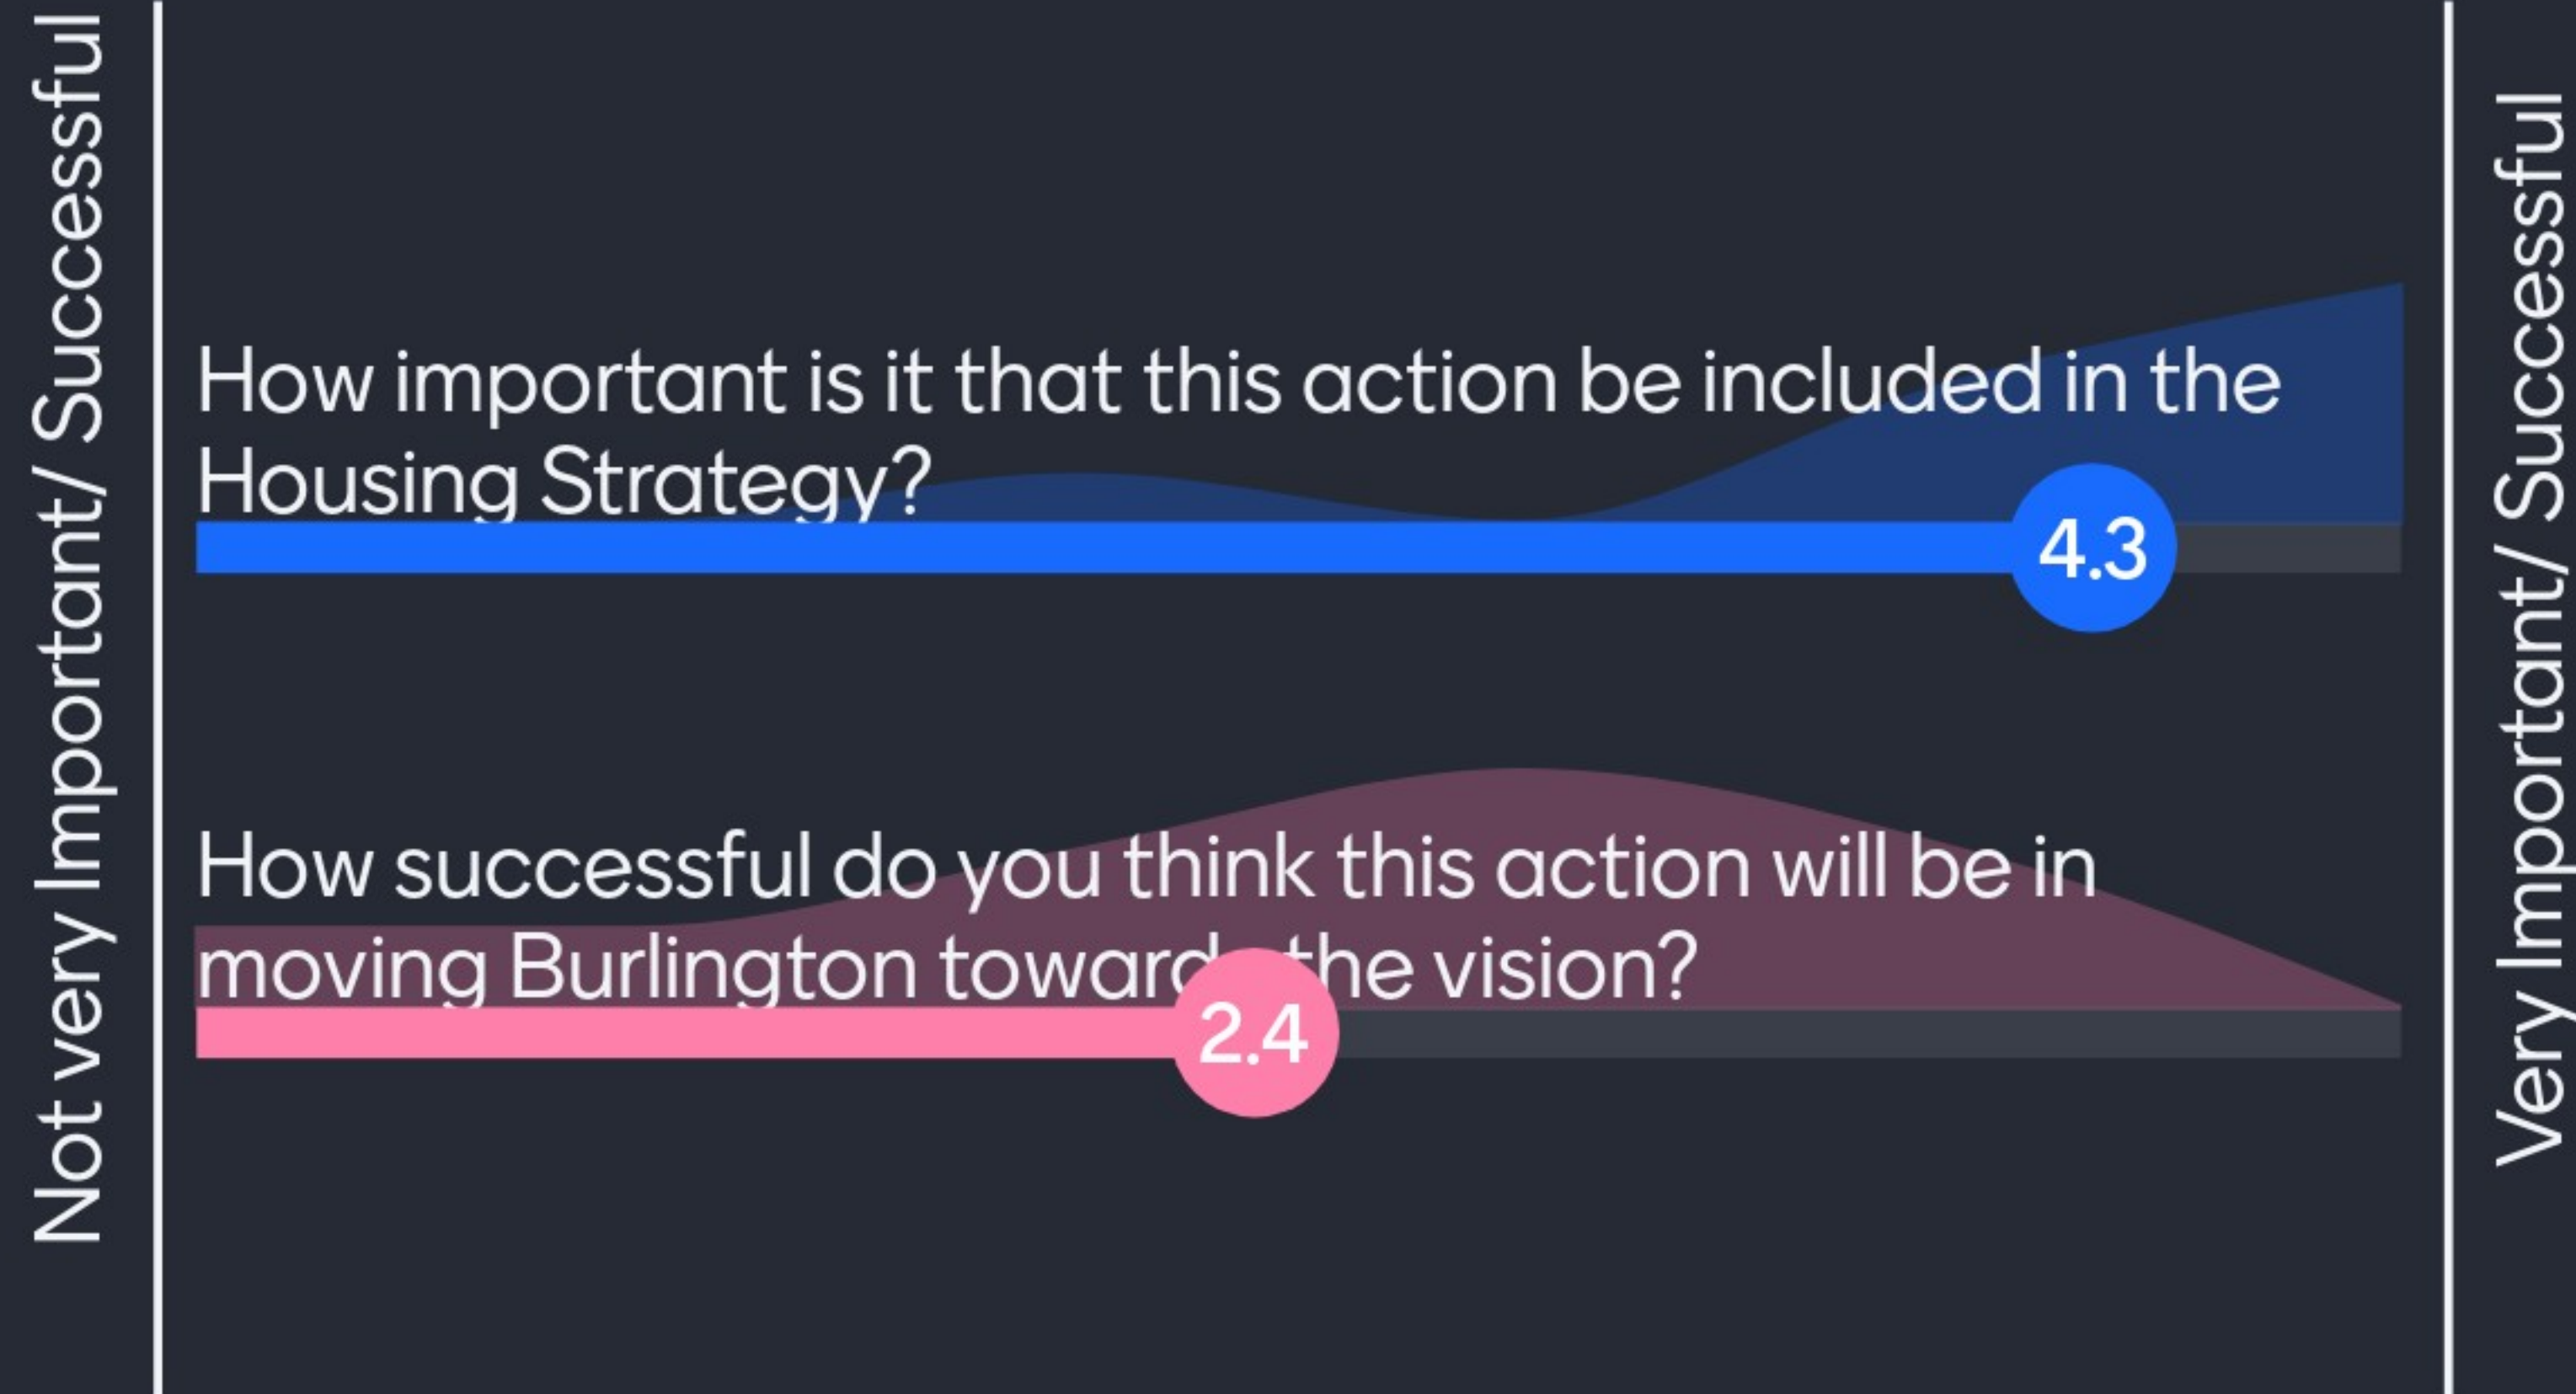 Not very Important/ Successful
How important is it that this action be included in the
Housing Strategy?
4.3
How successful do you think this action will be in
moving Burlington the vision?
2.4
Very Important/ Successful